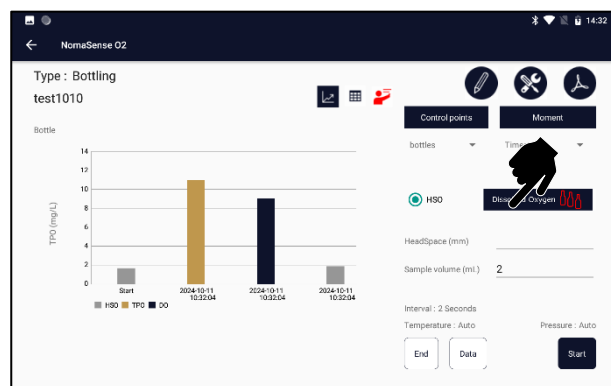 14:32
NomaSense O2
Type : Bottling
test1010
Control points
Moment
bottles
Bottle
14
12
10
8
6
4
2
0
TPO (mg/L)
Start
2024-10-11
10:32:04
2024-10-11
10:32:04
2024-10-11
10:32:04
HSO TPO DO
HSO
Oxygen
HeadSpace (mm)
Sample volume (ml.) 2
Interval : 2 Seconds
Temperature : Auto Pressure : Auto
End Data Start